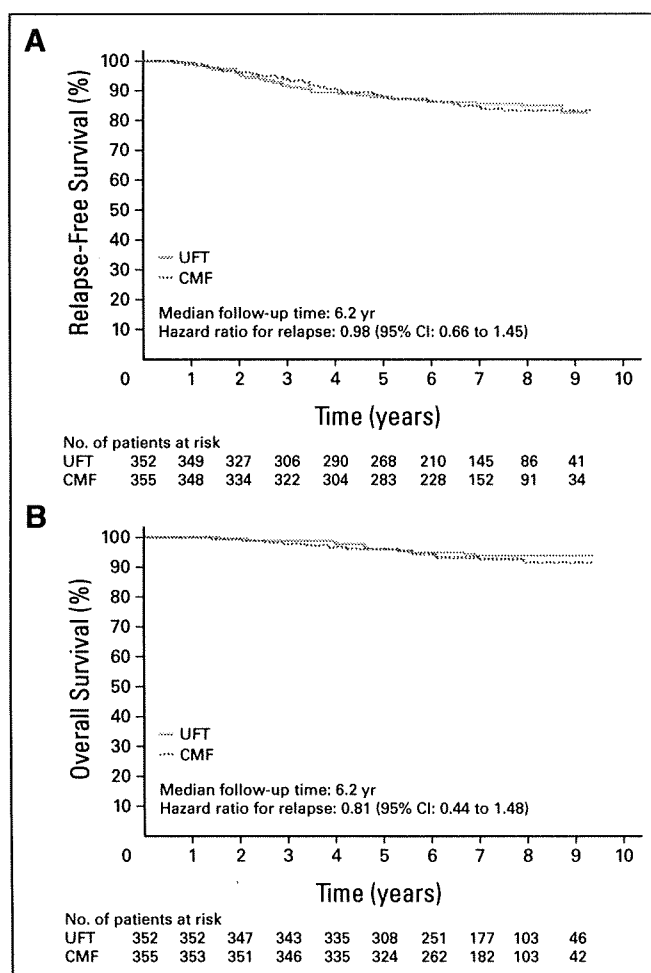 A
Relapse-Free Survival (%)
100
90
80
70
60
50
40
30
20
10
UFT
CMF
Median follow-up time: 6.2 yr
Hazard ratio for relapse: 0.98 (95% CI: 0.66 to 1.45)
0 1 2 3 4 5 6 7 8 9 10
Time (years)
No. of patients at risk
UFT 352 349 327 306 290 268 210 145 86 41
CMF 355 348 334 322 304 283 228 152 91 34
B
Overall Survival (%)
100
90
80
70
60
50
40
30
20
10
UFT
CMF
Median follow-up time: 6.2 yr
Hazard ratio for relapse: 0.81 (95% CI: 0.44 to 1.48)
0 1 2 3 4 5 6 7 8 9 10
Time (years)
No. of patients at risk
UFT 352 352 347 343 335 308 251 177 103 46
CMF 355 353 351 346 335 324 262 182 103 42